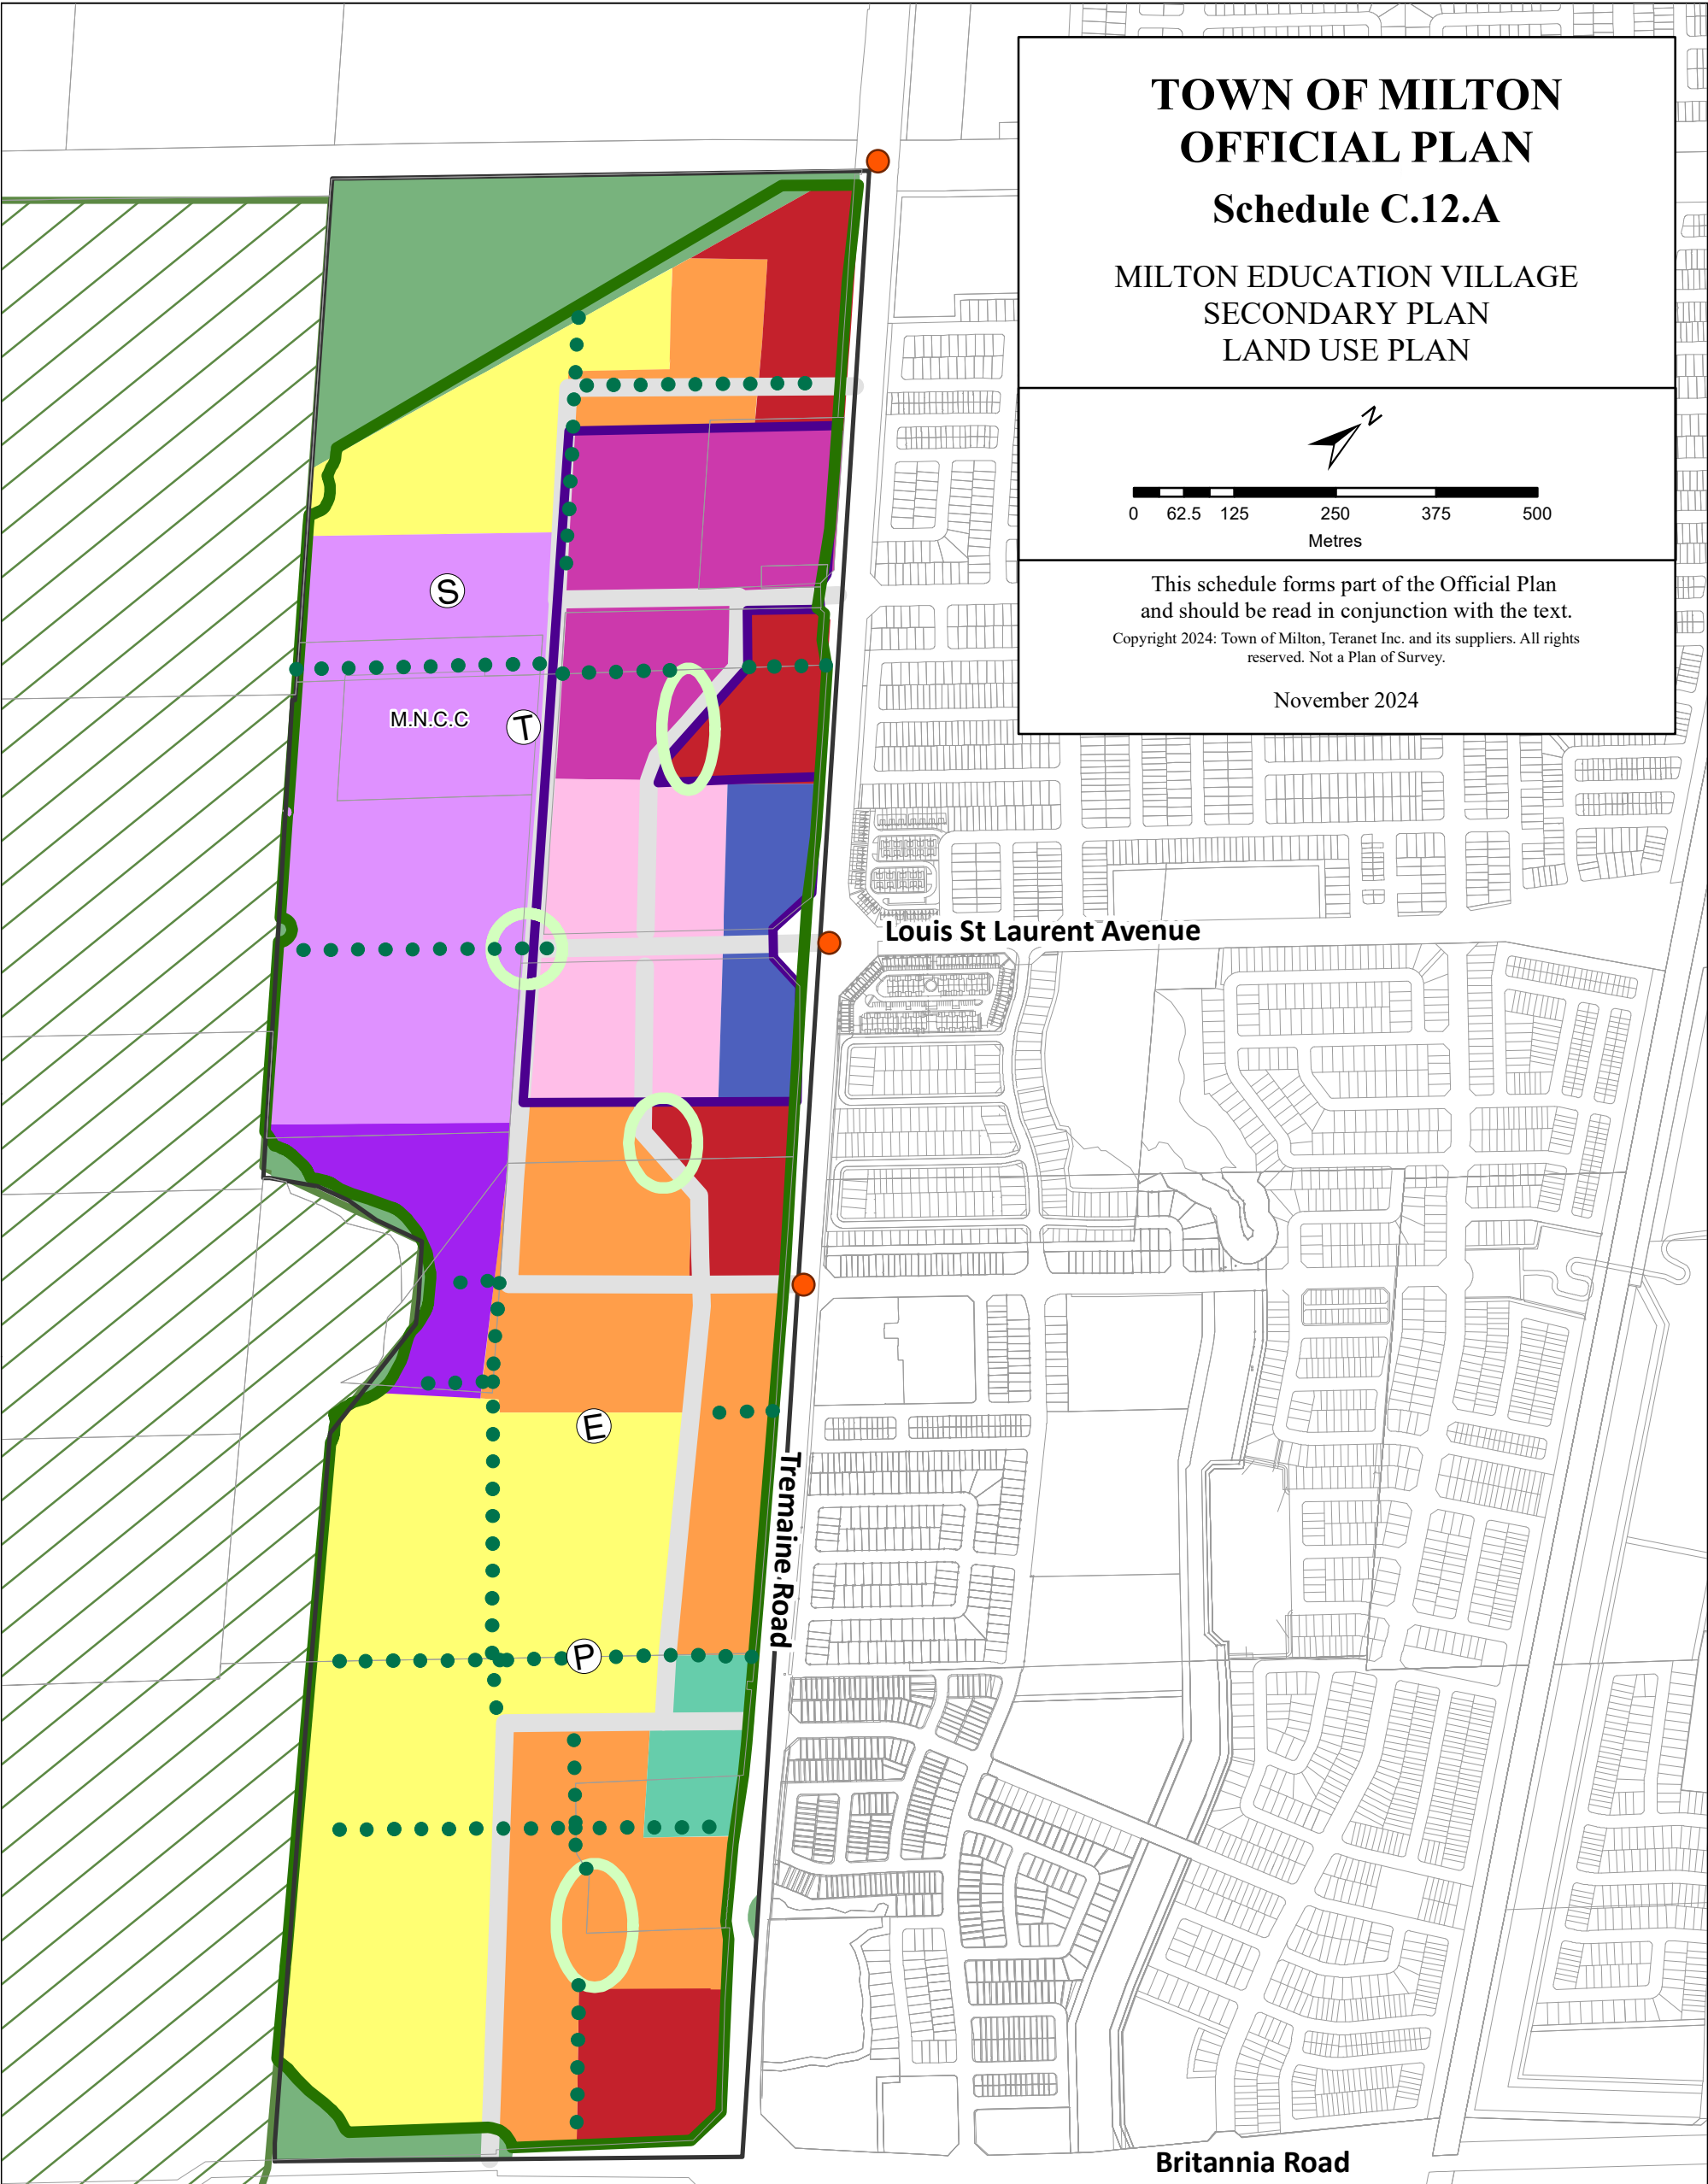 TOWN OF MILTON
OFFICIAL PLAN
Schedule C.12.A
MILTON EDUCATION VILLAGE
SECONDARY PLAN
LAND USE PLAN
N
0 62.5 125 250 375 500
Metres
This schedule forms part of the Official Plan
and should be read in conjunction with the text.
Copyright 2024: Town of Milton, Teranet Inc. and its suppliers. All rights
reserved. Not a Plan of Survey.
November 2024
S
M.N.C.C
T
Louis St Laurent Avenue
E
Tremaine Road
P
Britannia Road